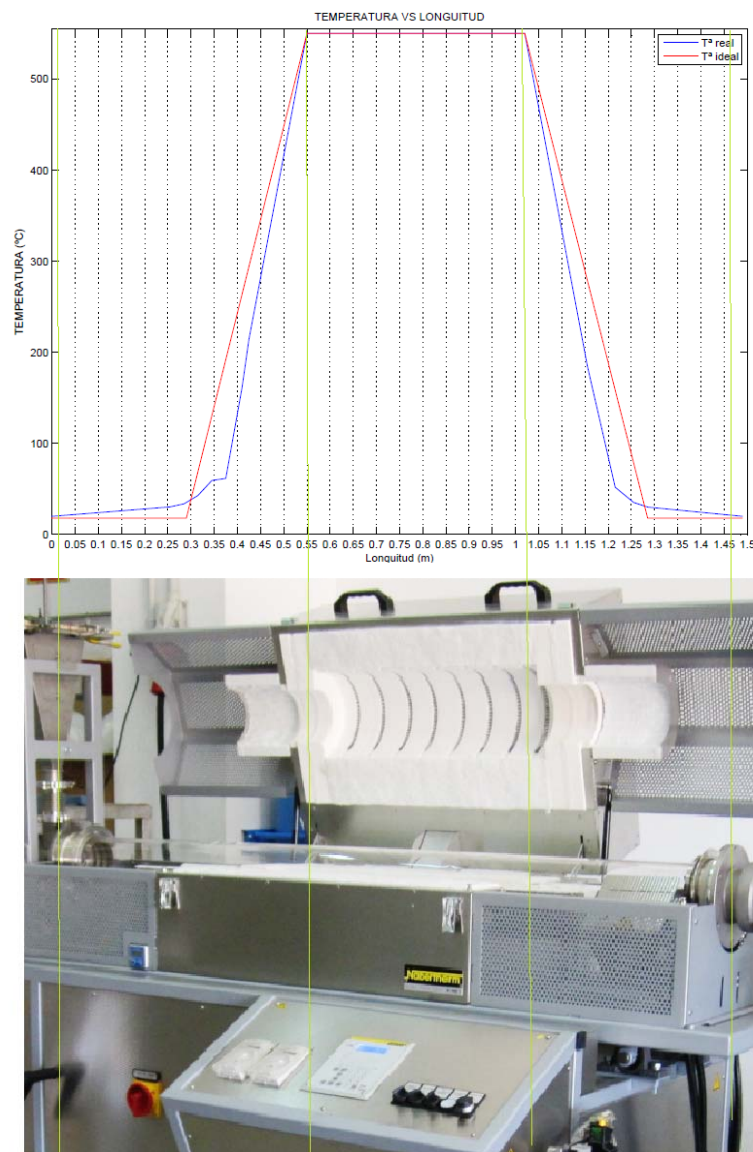 TEMPERATURA VS LONGUITUD
Tª real
Tª ideal
TEMPERATURA (ºC)
500
400
300
200
100
0
0 0.05 0.1 0.15 0.2 0.25 0.3 0.35 0.4 0.45 0.5 0.55 0.6 0.65 0.7 0.75 0.8 0.85 0.9 0.95 1 1.05 1.1 1.15 1.2 1.25 1.3 1.35 1.4 1.45 1.5
Longuitud (m)
Nabertherm